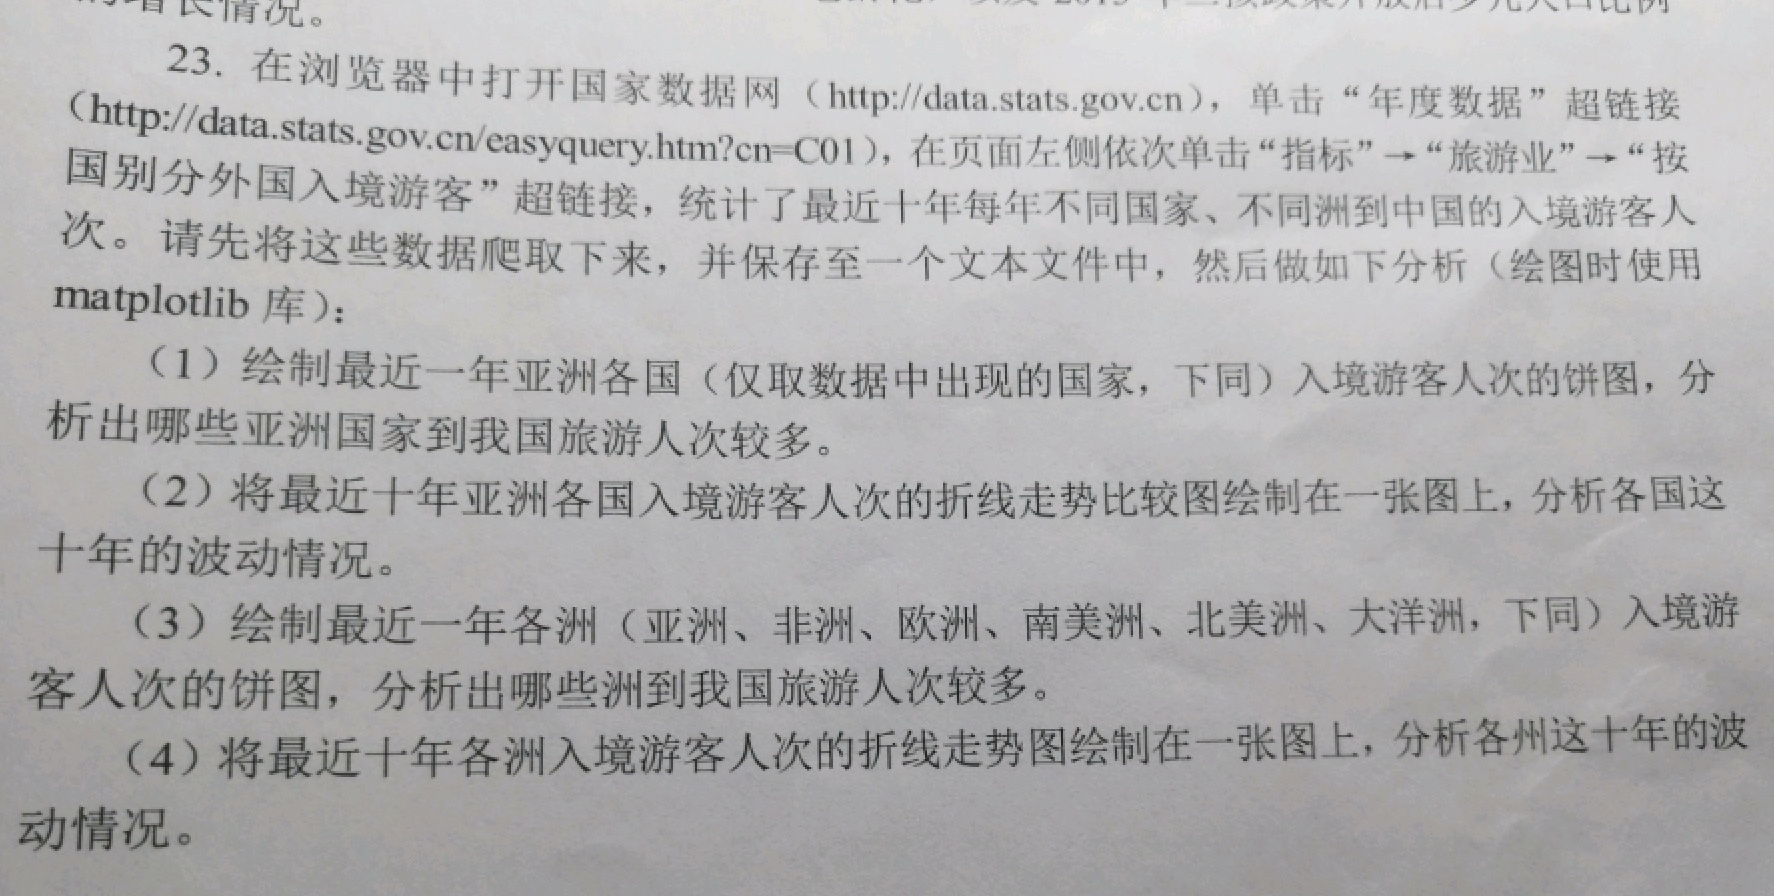 增长情况。
23. 在浏览器中打开国家数据网（http://data.stats.gov.cn），单击“年度数据”超链接
（http://data.stats.gov.cn/easyquery.htm?cn=C01），在页面左侧依次单击“指标”→“旅游业”→“按
国别分外国入境游客”超链接，统计了最近十年每年不同国家、不同洲到中国的入境游客人
次。请先将这些数据爬取下来，并保存至一个文本文件中，然后做如下分析（绘图时使用
matplotlib 库）：
（1）绘制最近一年亚洲各国（仅取数据中出现的国家，下同）入境游客人次的饼图，分
析出哪些亚洲国家到我国旅游人次较多。
（2）将最近十年亚洲各国入境游客人次的折线走势比较图绘制在一张图上，分析各国这
十年的波动情况。
（3）绘制最近一年各洲（亚洲、非洲、欧洲、南美洲、北美洲、大洋洲，下同）入境游
客人次的饼图，分析出哪些洲到我国旅游人次较多。
（4）将最近十年各洲入境游客人次的折线走势图绘制在一张图上，分析各州这十年的波
动情况。